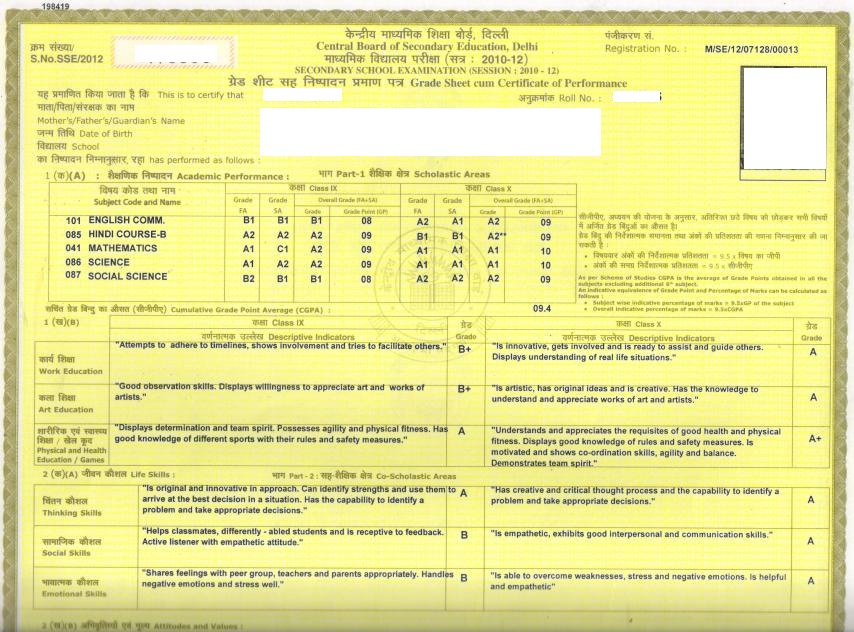 198419
केन्द्रीय माध्यमिक शिक्षा बोर्ड, दिल्ली
Central Board of Secondary Education, Delhi
माध्यमिक विद्यालय परीक्षा (सत्र : 2010-12)
SECONDARY SCHOOL EXAMINATION (SESSION : 2010 - 12)
ग्रेड शीट सह निष्पादन प्रमाण पत्र Grade Sheet cum Certificate of Performance
क्रम संख्या/
S.No.SSE/2012
पंजीकरण सं.
Registration No. : M/SE/12/07128/00013
यह प्रमाणित किया जाता है कि This is to certify that
अनुक्रमांक Roll No. :
माता/पिता/संरक्षक का नाम
Mother's/Father's/Guardian's Name
जन्म तिथि Date of Birth
विद्यालय School
का निष्पादन निम्नानुसार, रहा has performed as follows :
1 (क)(A) : शैक्षणिक निष्पादन Academic Performance : भाग Part-1 शैक्षिक क्षेत्र Scholastic Areas
विषय कोड तथा नाम
Subject Code and Name
कक्षा Class IX कक्षा Class X
Grade FA Grade SA Overall Grade (FA+SA) Grade Grade Point (GP) Grade FA Grade SA Overall Grade (FA+SA) Grade Grade Point (GP)
101 ENGLISH COMM. B1 B1 B1 08 A2 A1 A2 09
085 HINDI COURSE-B A2 A2 A2 09 B1 B1 A2** 09
041 MATHEMATICS A1 C1 A2 09 A1 A1 A1 10
086 SCIENCE A1 A2 A2 09 A1 A1 A1 10
087 SOCIAL SCIENCE B2 B1 B1 08 A1 A2 A2 09
सीजीपीए, अध्ययन की योजना के अनुसार, अतिरिक्त छठे विषय को छोड़कर सभी विषयों
में अर्जित ग्रेड बिंदुओं का औसत है।
ग्रेड बिंदु की निर्देशात्मक समानता तथा अंकों की प्रतिशतता की गणना निम्नानुसार की जा
सकती है :
• विषयवार अंकों की निर्देशात्मक प्रतिशतता = 9.5 x विषय का जीपी
• अंकों की समग्र निर्देशात्मक प्रतिशतता = 9.5 x सीजीपीए
As per Scheme of Studies CGPA is the average of Grade Points obtained in all the
subjects excluding additional 6th subject.
An indicative equivalence of Grade Point and Percentage of Marks can be calculated as
follows :
• Subject wise indicative percentage of marks = 9.5xGP of the subject
• Overall indicative percentage of marks = 9.5xCGPA
संचित ग्रेड बिन्दु का औसत (सीजीपीए) Cumulative Grade Point Average (CGPA) : 09.4
1 (ख)(B) कक्षा Class IX ग्रेड Grade कक्षा Class X ग्रेड Grade
वर्णनात्मक उल्लेख Descriptive Indicators वर्णनात्मक उल्लेख Descriptive Indicators
कार्य शिक्षा
Work Education
"Attempts to adhere to timelines, shows involvement and tries to facilitate others." B+
"Is innovative, gets involved and is ready to assist and guide others.
Displays understanding of real life situations." A
कला शिक्षा
Art Education
"Good observation skills. Displays willingness to appreciate art and works of
artists." B+
"Is artistic, has original ideas and is creative. Has the knowledge to
understand and appreciate works of art and artists." A
शारीरिक एवं स्वास्थ्य
शिक्षा / खेल कूद
Physical and Health
Education / Games
"Displays determination and team spirit. Possesses agility and physical fitness. Has
good knowledge of different sports with their rules and safety measures." A
"Understands and appreciates the requisites of good health and physical
fitness. Displays good knowledge of rules and safety measures. Is
motivated and shows co-ordination skills, agility and balance.
Demonstrates team spirit." A+
2 (क)(A) जीवन कौशल Life Skills : भाग Part - 2 : सह-शैक्षिक क्षेत्र Co-Scholastic Areas
चिंतन कौशल
Thinking Skills
"Is original and innovative in approach. Can identify strengths and use them to
arrive at the best decision in a situation. Has the capability to identify a
problem and take appropriate decisions." A
"Has creative and critical thought process and the capability to identify a
problem and take appropriate decisions." A
सामाजिक कौशल
Social Skills
"Helps classmates, differently - abled students and is receptive to feedback.
Active listener with empathetic attitude." B
"Is empathetic, exhibits good interpersonal and communication skills." A
भावात्मक कौशल
Emotional Skills
"Shares feelings with peer group, teachers and parents appropriately. Handles
negative emotions and stress well." B
"Is able to overcome weaknesses, stress and negative emotions. Is helpful
and empathetic" A
2 (ख)(B) अभिवृत्तियाँ एवं मूल्य Attitudes and Values :